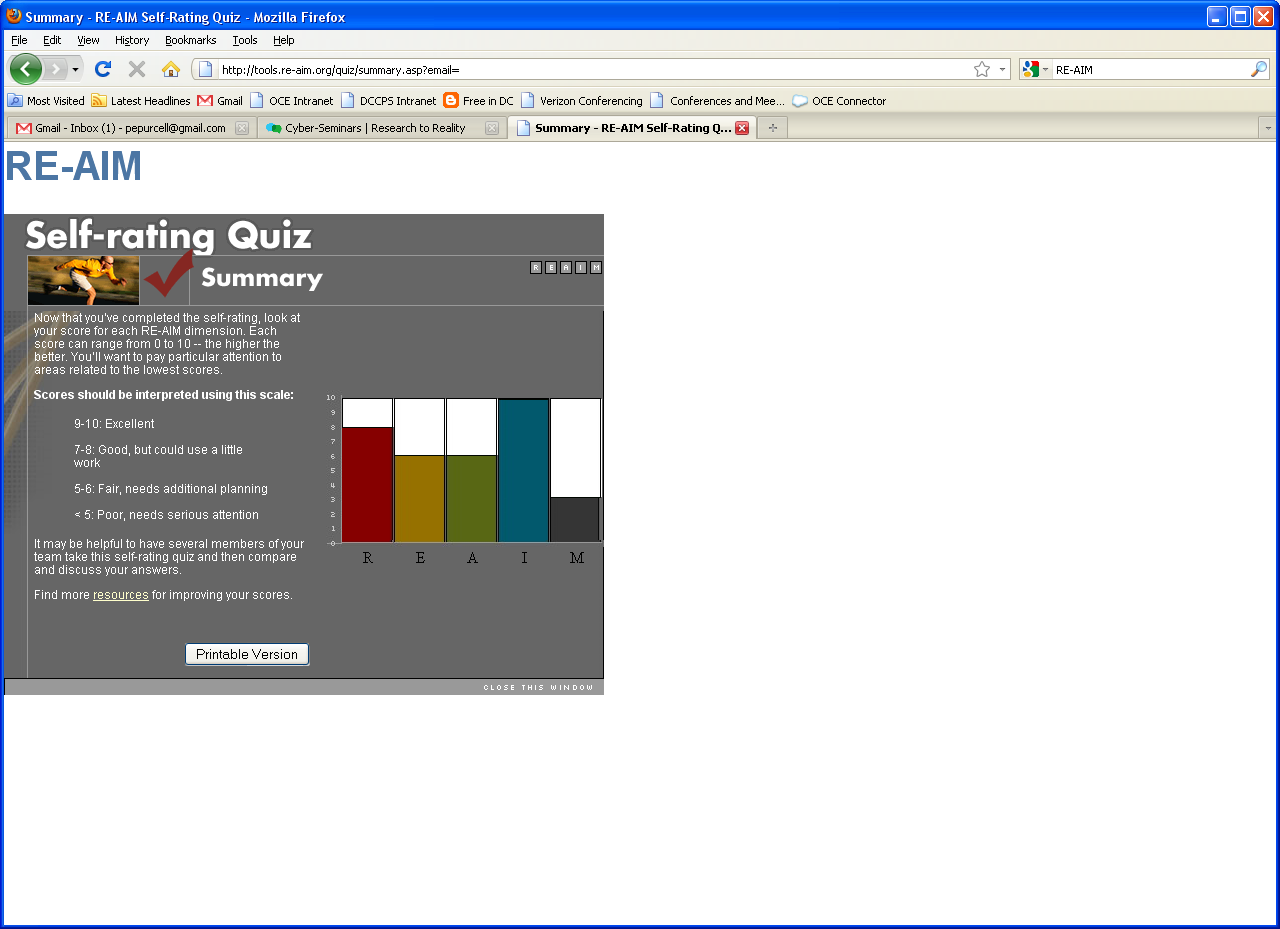 Summary - RE-AIM Self-Rating Quiz - Mozilla Firefox
File Edit View History Bookmarks Tools Help
http://tools.re-aim.org/quiz/summary.asp?email=
RE-AIM
Most Visited Latest Headlines Gmail OCE Intranet DCCPS Intranet Free in DC Verizon Conferencing Conferences and Mee... OCE Connector
Gmail - Inbox (1) - pepurcell@gmail.com Cyber-Seminars | Research to Reality Summary - RE-AIM Self-Rating Q...
RE-AIM
Self-rating Quiz
Summary
R E A I M
Now that you've completed the self-rating, look at
your score for each RE-AIM dimension. Each
score can range from 0 to 10 -- the higher the
better. You'll want to pay particular attention to
areas related to the lowest scores.
Scores should be interpreted using this scale:
9-10: Excellent
7-8: Good, but could use a little
work
5-6: Fair, needs additional planning
< 5: Poor, needs serious attention
It may be helpful to have several members of your
team take this self-rating quiz and then compare
and discuss your answers.
Find more resources for improving your scores.
10
9
8
7
6
5
4
3
2
1
0
R E A I M
Printable Version
CLOSE THIS WINDOW